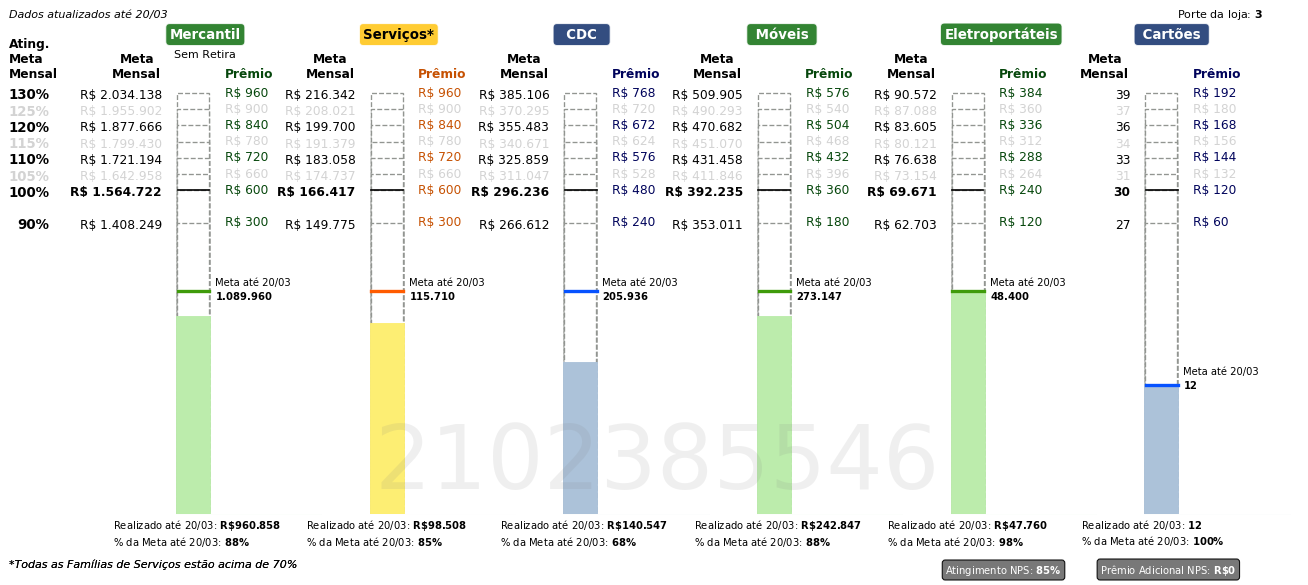 Dados atualizados até 20/03
Porte da loja: 3
Mercantil Serviços* CDC Móveis Eletroportáteis Cartões
Sem Retira
Ating. Meta Mensal
Meta Mensal Prêmio Meta Mensal Prêmio Meta Mensal Prêmio Meta Mensal Prêmio Meta Mensal Prêmio Meta Mensal Prêmio
130% R$ 2.034.138 R$ 960 R$ 216.342 R$ 960 R$ 385.106 R$ 768 R$ 509.905 R$ 576 R$ 90.572 R$ 384 39 R$ 192
125% R$ 1.955.902 R$ 900 R$ 208.021 R$ 900 R$ 370.295 R$ 720 R$ 490.293 R$ 540 R$ 87.088 R$ 360 37 R$ 180
120% R$ 1.877.666 R$ 840 R$ 199.700 R$ 840 R$ 355.483 R$ 672 R$ 470.682 R$ 504 R$ 83.605 R$ 336 36 R$ 168
115% R$ 1.799.430 R$ 780 R$ 191.379 R$ 780 R$ 340.671 R$ 624 R$ 451.070 R$ 468 R$ 80.121 R$ 312 34 R$ 156
110% R$ 1.721.194 R$ 720 R$ 183.058 R$ 720 R$ 325.859 R$ 576 R$ 431.458 R$ 432 R$ 76.638 R$ 288 33 R$ 144
105% R$ 1.642.958 R$ 660 R$ 174.737 R$ 660 R$ 311.047 R$ 528 R$ 411.846 R$ 396 R$ 73.154 R$ 264 31 R$ 132
100% R$ 1.564.722 R$ 600 R$ 166.417 R$ 600 R$ 296.236 R$ 480 R$ 392.235 R$ 360 R$ 69.671 R$ 240 30 R$ 120
90% R$ 1.408.249 R$ 300 R$ 149.775 R$ 300 R$ 266.612 R$ 240 R$ 353.011 R$ 180 R$ 62.703 R$ 120 27 R$ 60
Meta até 20/03 Meta até 20/03 Meta até 20/03 Meta até 20/03 Meta até 20/03
1.089.960 115.710 205.936 273.147 48.400
Meta até 20/03
12
2102385546
Realizado até 20/03: R$960.858 Realizado até 20/03: R$98.508 Realizado até 20/03: R$140.547 Realizado até 20/03: R$242.847 Realizado até 20/03: R$47.760 Realizado até 20/03: 12
% da Meta até 20/03: 88% % da Meta até 20/03: 85% % da Meta até 20/03: 68% % da Meta até 20/03: 88% % da Meta até 20/03: 98% % da Meta até 20/03: 100%
*Todas as Famílias de Serviços estão acima de 70%
Atingimento NPS: 85% Prêmio Adicional NPS: R$0